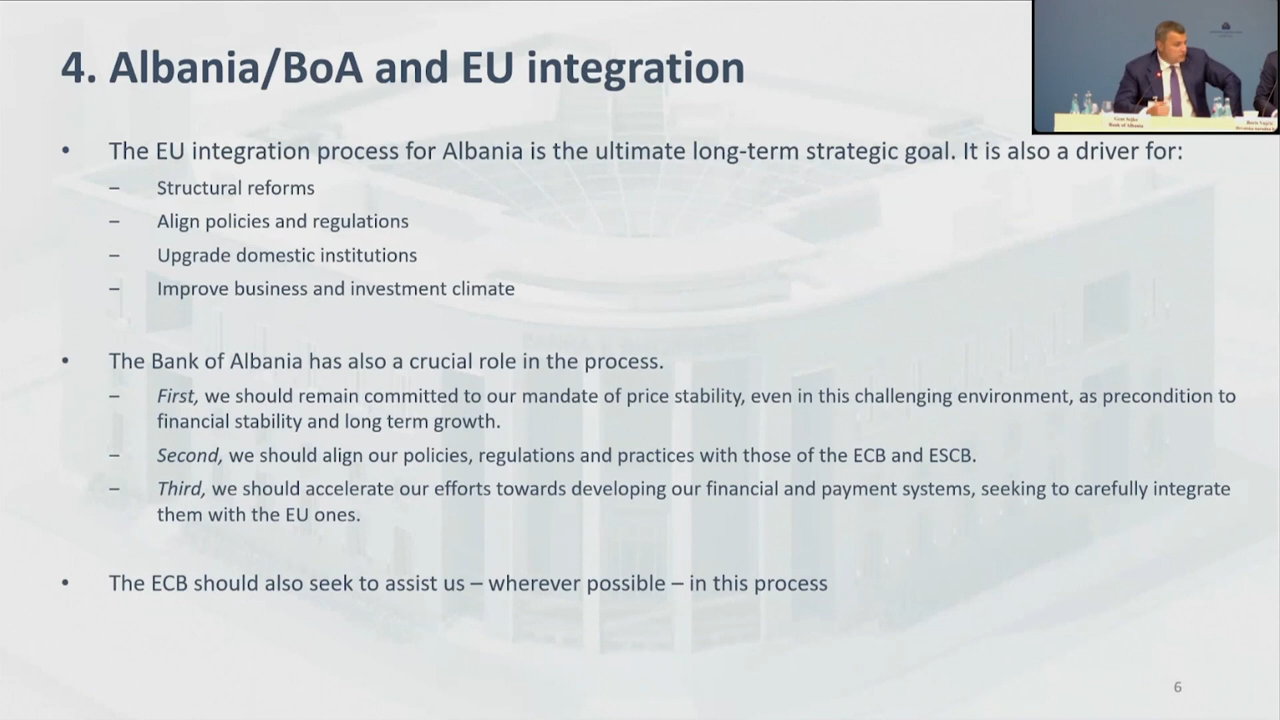 4. Albania/BoA and EU integration
• The EU integration process for Albania is the ultimate long-term strategic goal. It is also a driver for:
– Structural reforms
– Align policies and regulations
– Upgrade domestic institutions
– Improve business and investment climate
• The Bank of Albania has also a crucial role in the process.
– First, we should remain committed to our mandate of price stability, even in this challenging environment, as precondition to
financial stability and long term growth.
– Second, we should align our policies, regulations and practices with those of the ECB and ESCB.
– Third, we should accelerate our efforts towards developing our financial and payment systems, seeking to carefully integrate
them with the EU ones.
• The ECB should also seek to assist us – wherever possible – in this process
6
Gent Sejko
Bank of Albania